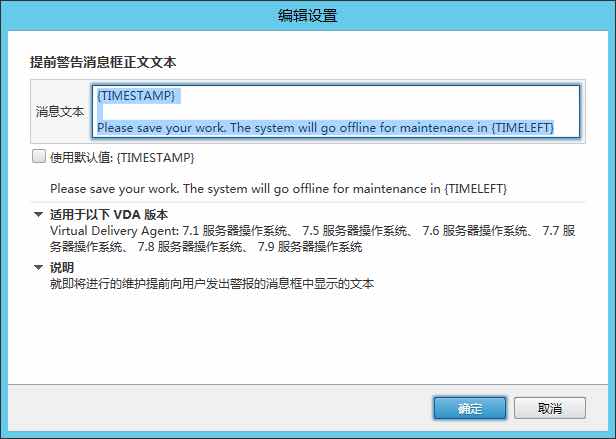 编辑设置
提前警告消息框正文文本
消息文本
{TIMESTAMP}
Please save your work. The system will go offline for maintenance in {TIMELEFT}
使用默认值: {TIMESTAMP}
Please save your work. The system will go offline for maintenance in {TIMELEFT}
适用于以下 VDA 版本
Virtual Delivery Agent: 7.1 服务器操作系统、 7.5 服务器操作系统、 7.6 服务器操作系统、 7.7 服
务器操作系统、 7.8 服务器操作系统、 7.9 服务器操作系统
说明
就即将进行的维护提前向用户发出警报的消息框中显示的文本
确定
取消